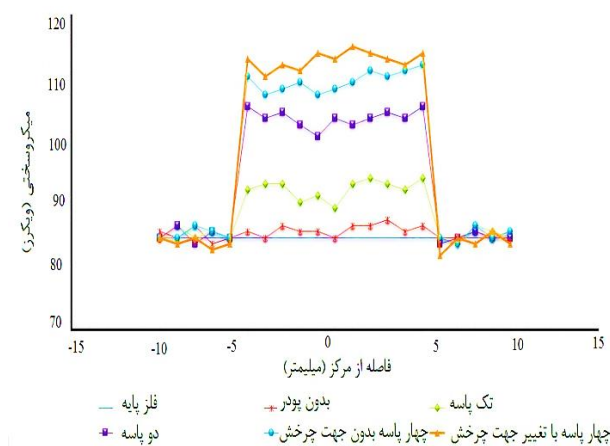 120
110
100
90
80
70
میکروسختی (ویکرز)
-15 -10 -5 0 5 10 15
فاصله از مرکز (میلیمتر)
فلز پایه بدون پودر تک پاسه
دو پاسه چهار پاسه بدون جهت چرخش چهار پاسه با تغییر جهت چرخش